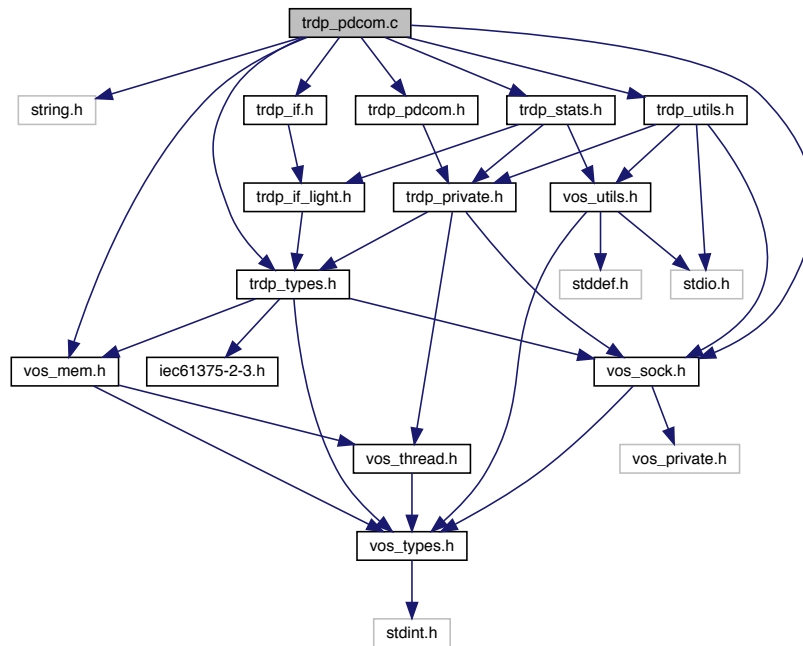 trdp_pdcom.c
string.h
trdp_if.h
trdp_pdcom.h
trdp_stats.h
trdp_utils.h
trdp_if_light.h
trdp_private.h
vos_utils.h
trdp_types.h
stddef.h
stdio.h
vos_mem.h
iec61375-2-3.h
vos_sock.h
vos_thread.h
vos_private.h
vos_types.h
stdint.h